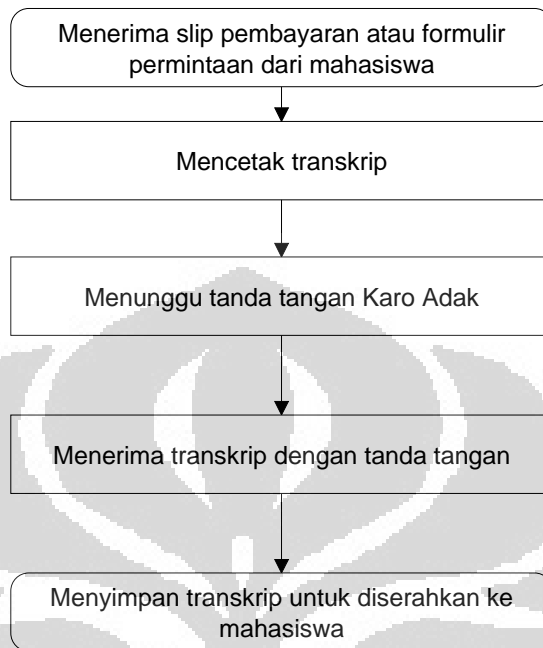 Menerima slip pembayaran atau formulir
permintaan dari mahasiswa
Mencetak transkrip
Menunggu tanda tangan Karo Adak
Menerima transkrip dengan tanda tangan
Menyimpan transkrip untuk diserahkan ke
mahasiswa